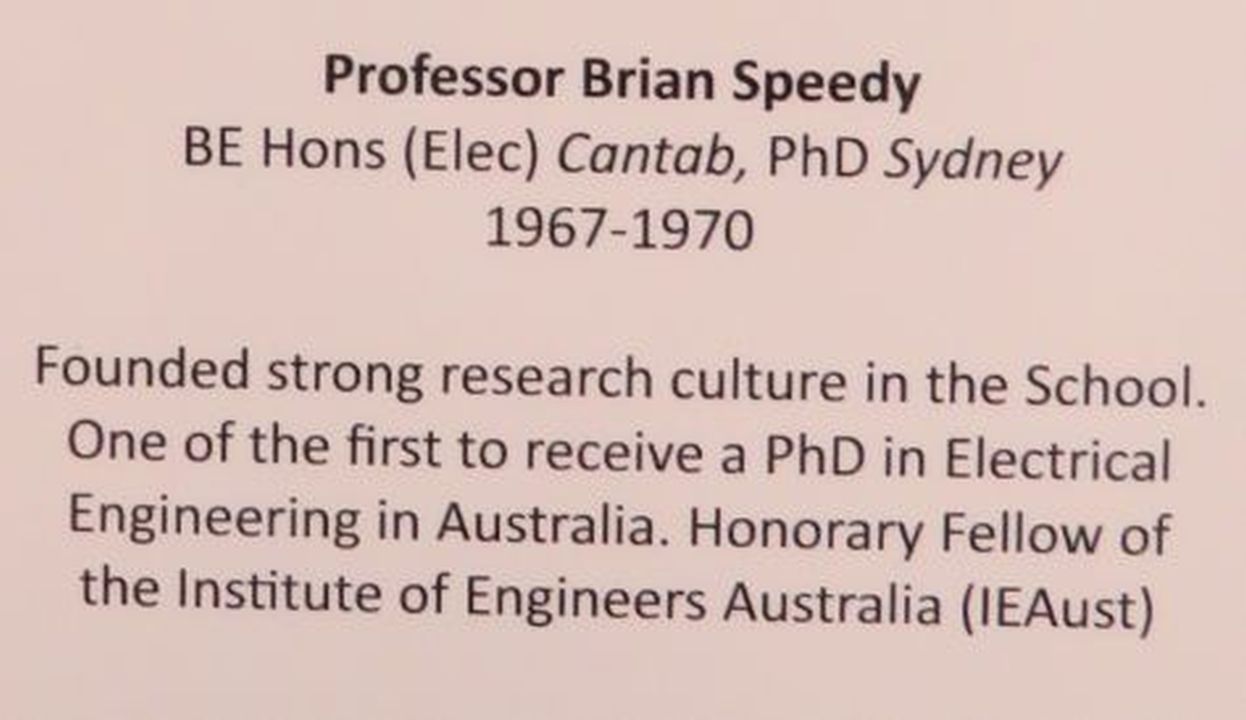 Professor Brian Speedy
BE Hons (Elec) Cantab, PhD Sydney
1967-1970
Founded strong research culture in the School.
One of the first to receive a PhD in Electrical
Engineering in Australia. Honorary Fellow of
the Institute of Engineers Australia (IEAust)